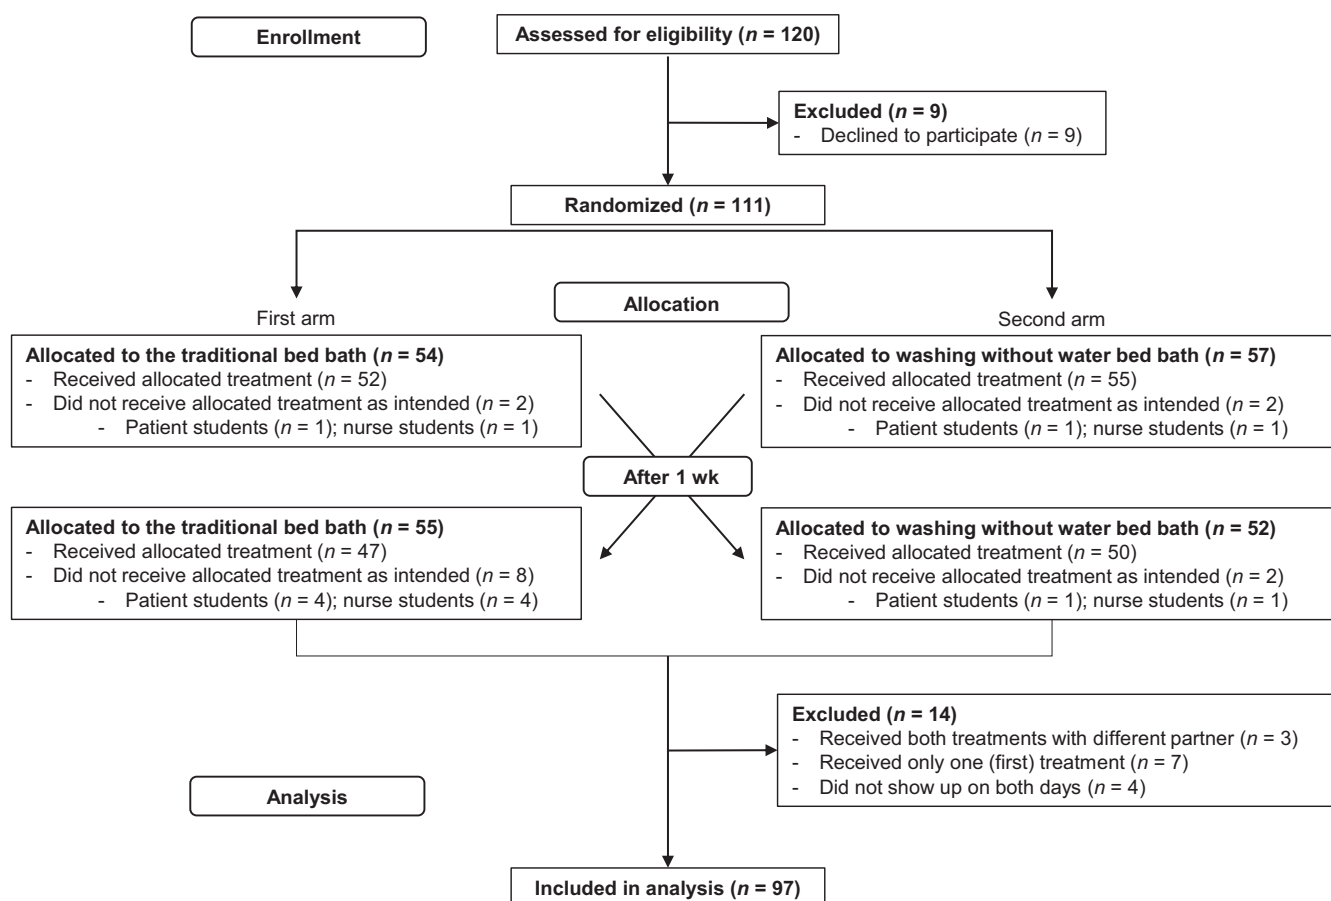 Enrollment
Assessed for eligibility (n = 120)
Excluded (n = 9)
- Declined to participate (n = 9)
Randomized (n = 111)
Allocation
First arm
Second arm
Allocated to the traditional bed bath (n = 54)
- Received allocated treatment (n = 52)
- Did not receive allocated treatment as intended (n = 2)
- Patient students (n = 1); nurse students (n = 1)
Allocated to washing without water bed bath (n = 57)
- Received allocated treatment (n = 55)
- Did not receive allocated treatment as intended (n = 2)
- Patient students (n = 1); nurse students (n = 1)
After 1 wk
Allocated to the traditional bed bath (n = 55)
- Received allocated treatment (n = 47)
- Did not receive allocated treatment as intended (n = 8)
- Patient students (n = 4); nurse students (n = 4)
Allocated to washing without water bed bath (n = 52)
- Received allocated treatment (n = 50)
- Did not receive allocated treatment as intended (n = 2)
- Patient students (n = 1); nurse students (n = 1)
Excluded (n = 14)
- Received both treatments with different partner (n = 3)
- Received only one (first) treatment (n = 7)
- Did not show up on both days (n = 4)
Analysis
Included in analysis (n = 97)